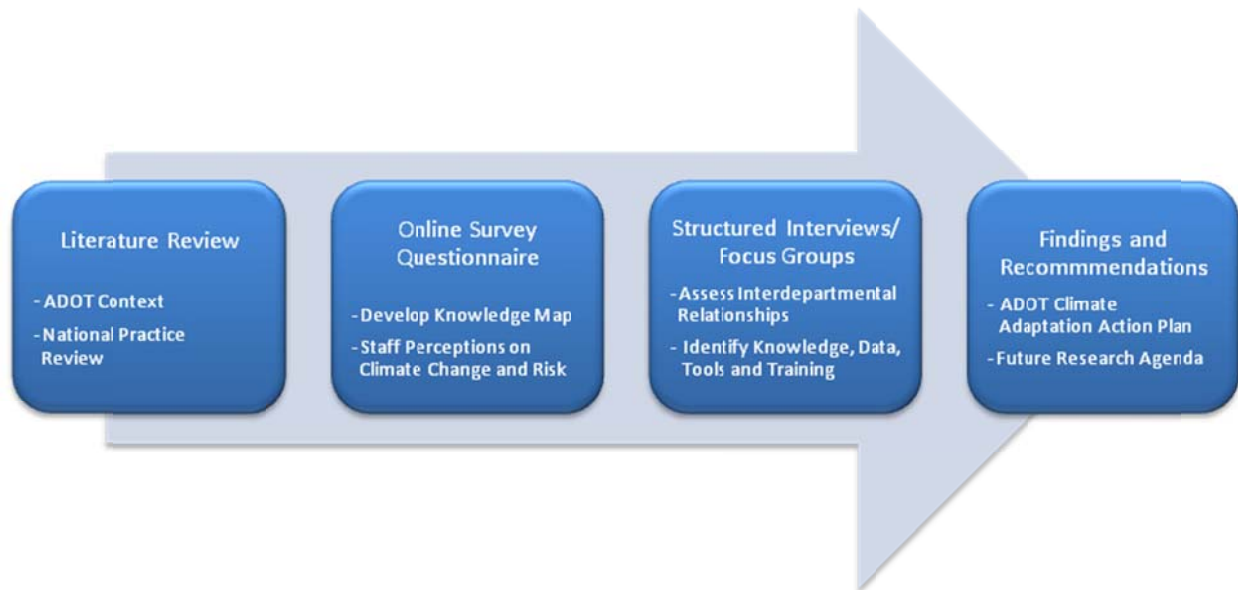 Literature Review
- ADOT Context
- National Practice
Review
Online Survey
Questionnaire
- Develop Knowledge Map
- Staff Perceptions on
Climate Change and Risk
Structured Interviews/
Focus Groups
- Assess Interdepartmental
Relationships
- Identify Knowledge, Data,
Tools and Training
Findings and
Recommmendations
- ADOT Climate
Adaptation Action Plan
- Future Research Agenda